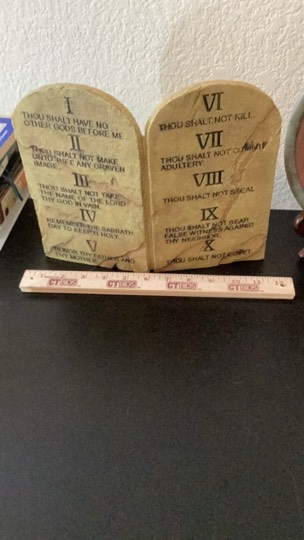 I
THOU SHALT HAVE NO
OTHER GODS BEFORE ME
II
THOU SHALT NOT MAKE
UNTO THEE ANY GRAVEN
IMAGE.
III
THOU SHALT NOT TAKE
THE NAME OF THE LORD
THY GOD IN VAIN.
IV
REMEMBER THE SABBATH
DAY TO KEEP IT HOLY.
V
HONOR THY FATHER AND
THY MOTHER.
VI
THOU SHALT NOT KILL.
VII
THOU SHALT NOT COMMIT
ADULTERY.
VIII
THOU SHALT NOT STEAL
IX
THOU SHALT NOT BEAR
FALSE WITNESS AGAINST
THY NEIGHBOR.
X
THOU SHALT NOT COVET